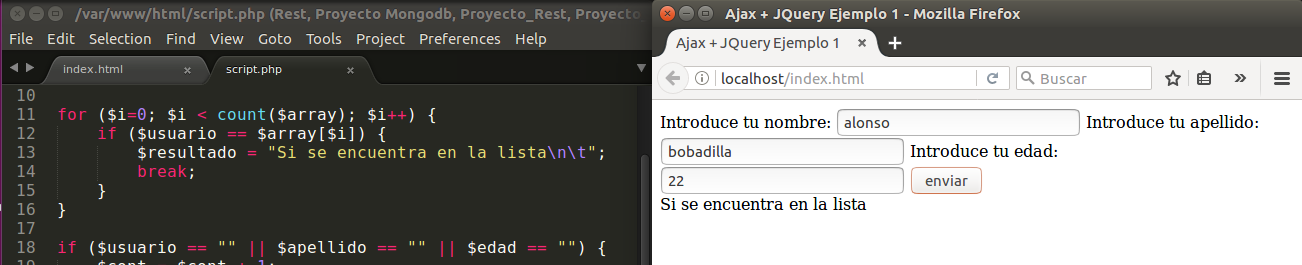 /var/www/html/script.php (Rest, Proyecto Mongodb, Proyecto_Rest, Proyecto
File Edit Selection Find View Goto Tools Project Preferences Help
index.html × script.php ×
10
11 for ($i=0; $i < count($array); $i++) {
12 if ($usuario == $array[$i]) {
13 $resultado = "Si se encuentra en la lista\n\t";
14 break;
15 }
16 }
17
18 if ($usuario == "" || $apellido == "" || $edad == "") {
19 $cont = $cont + 1;
Ajax + JQuery Ejemplo 1 - Mozilla Firefox
Ajax + JQuery Ejemplo 1 ×
localhost/index.html
Buscar
Introduce tu nombre: alonso Introduce tu apellido:
bobadilla Introduce tu edad:
22 enviar
Si se encuentra en la lista